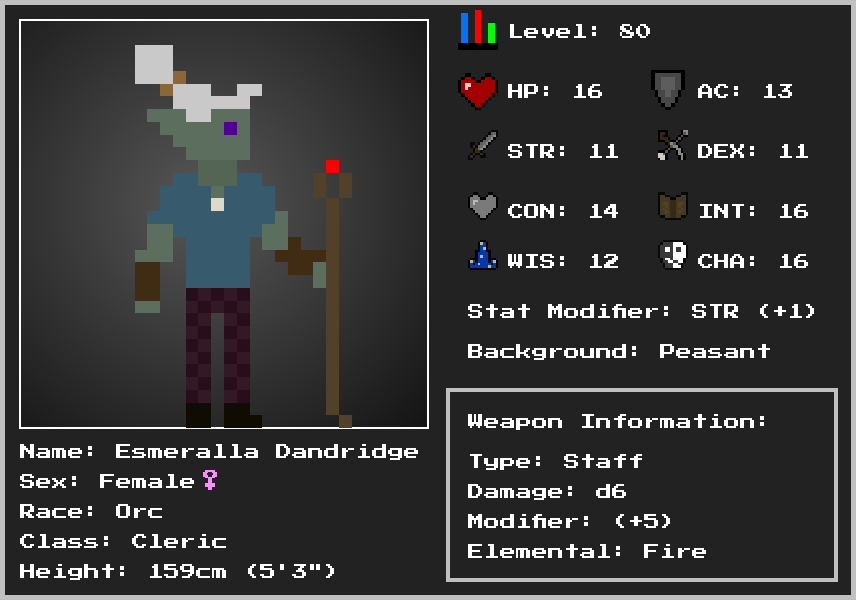 Level: 80
HP: 16 AC: 13
STR: 11 DEX: 11
CON: 14 INT: 16
WIS: 12 CHA: 16
Stat Modifier: STR (+1)
Background: Peasant
Weapon Information:
Type: Staff
Damage: d6
Modifier: (+5)
Elemental: Fire
Name: Esmeralla Dandridge
Sex: Female♀
Race: Orc
Class: Cleric
Height: 159cm (5'3")